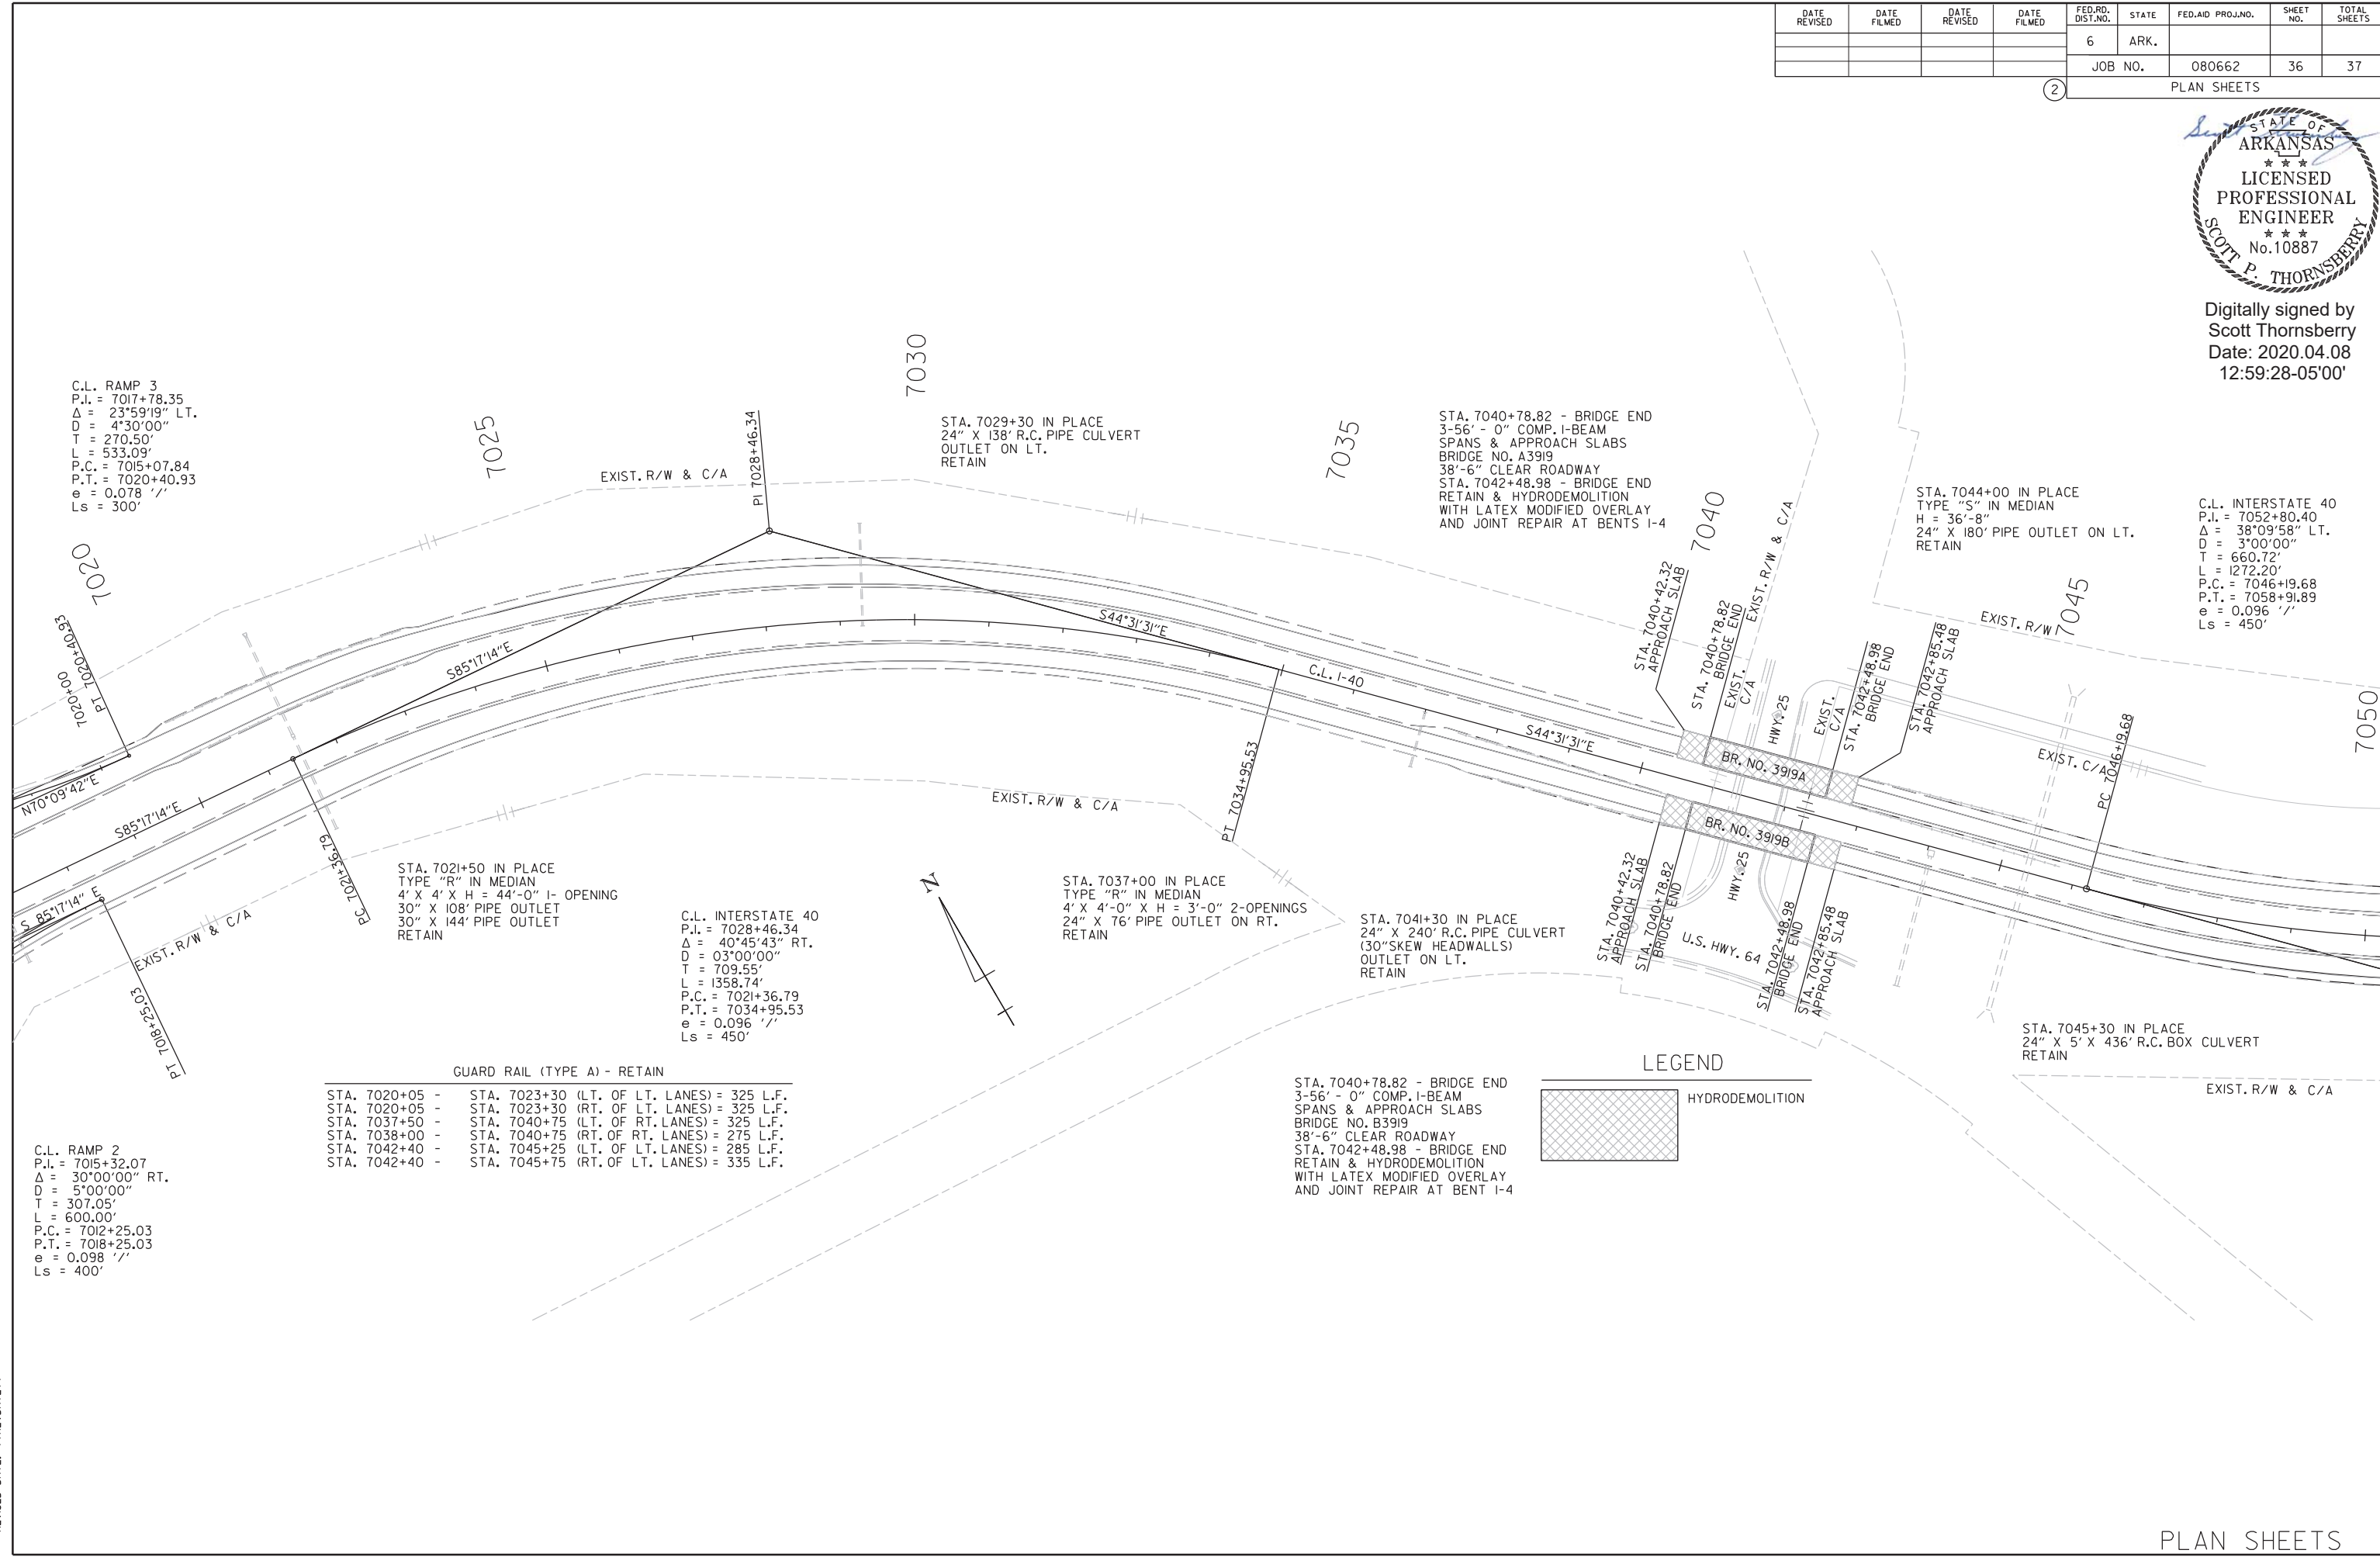 DATE REVISED
DATE FILMED
DATE REVISED
DATE FILMED
FED.RD. DIST.NO.
STATE
FED.AID PROJ.NO.
SHEET NO.
TOTAL SHEETS
6
ARK.
JOB NO.
080662
36
37
2
PLAN SHEETS
STATE OF
ARKANSAS
LICENSED
PROFESSIONAL
ENGINEER
No.10887
SCOTT P. THORNSBERRY
Digitally signed by
Scott Thornsberry
Date: 2020.04.08
12:59:28-05'00'
C.L. RAMP 3
P.I. = 7017+78.35
Δ = 23°59'19" LT.
D = 4°30'00"
T = 270.50'
L = 533.09'
P.C. = 7015+07.84
P.T. = 7020+40.93
e = 0.078 '/'
Ls = 300'
7020
7025
7030
7035
7040
7045
7050
PI 7028+46.34
EXIST. R/W & C/A
STA. 7029+30 IN PLACE
24" X 138' R.C. PIPE CULVERT
OUTLET ON LT.
RETAIN
STA. 7040+78.82 - BRIDGE END
3-56' - 0" COMP. I-BEAM
SPANS & APPROACH SLABS
BRIDGE NO. A3919
38'-6" CLEAR ROADWAY
STA. 7042+48.98 - BRIDGE END
RETAIN & HYDRODEMOLITION
WITH LATEX MODIFIED OVERLAY
AND JOINT REPAIR AT BENTS 1-4
STA. 7044+00 IN PLACE
TYPE "S" IN MEDIAN
H = 36'-8"
24" X 180' PIPE OUTLET ON LT.
RETAIN
C.L. INTERSTATE 40
P.I. = 7052+80.40
Δ = 38°09'58" LT.
D = 3°00'00"
T = 660.72'
L = 1272.20'
P.C. = 7046+19.68
P.T. = 7058+91.89
e = 0.096 '/'
Ls = 450'
7020+00
PT 7020+40.93
N70°09'42"E
S85°17'14"E
S85°17'14"E
S 85°17'14" E
S44°31'31"E
C.L. I-40
S44°31'31"E
STA. 7040+42.32
APPROACH SLAB
STA. 7040+78.82
BRIDGE END
EXIST.
C/A
EXIST. R/W & C/A
HWY. 25
EXIST.
C/A
STA. 7042+48.98
BRIDGE END
STA. 7042+85.48
APPROACH SLAB
EXIST. R/W
EXIST. C/A
PC 7046+19.68
BR. NO. 3919A
BR. NO. 3919B
PC 7021+36.79
PT 7034+95.53
EXIST. R/W & C/A
EXIST. R/W & C/A
PT 7018+25.03
STA. 7021+50 IN PLACE
TYPE "R" IN MEDIAN
4' X 4' X H = 44'-0" 1- OPENING
30" X 108' PIPE OUTLET
30" X 144' PIPE OUTLET
RETAIN
C.L. INTERSTATE 40
P.I. = 7028+46.34
Δ = 40°45'43" RT.
D = 03°00'00"
T = 709.55'
L = 1358.74'
P.C. = 7021+36.79
P.T. = 7034+95.53
e = 0.096 '/'
Ls = 450'
N
STA. 7037+00 IN PLACE
TYPE "R" IN MEDIAN
4' X 4'-0" X H = 3'-0" 2-OPENINGS
24" X 76' PIPE OUTLET ON RT.
RETAIN
STA. 7041+30 IN PLACE
24" X 240' R.C. PIPE CULVERT
(30°SKEW HEADWALLS)
OUTLET ON LT.
RETAIN
STA. 7040+42.32
APPROACH SLAB
STA. 7040+78.82
BRIDGE END
HWY. 25
U.S. HWY. 64
STA. 7042+48.98
BRIDGE END
STA. 7042+85.48
APPROACH SLAB
STA. 7045+30 IN PLACE
24" X 5' X 436' R.C. BOX CULVERT
RETAIN
EXIST. R/W & C/A
GUARD RAIL (TYPE A) - RETAIN
STA. 7020+05 - STA. 7023+30 (LT. OF LT. LANES) = 325 L.F.
STA. 7020+05 - STA. 7023+30 (RT. OF LT. LANES) = 325 L.F.
STA. 7037+50 - STA. 7040+75 (LT. OF RT. LANES) = 325 L.F.
STA. 7038+00 - STA. 7040+75 (RT. OF RT. LANES) = 275 L.F.
STA. 7042+40 - STA. 7045+25 (LT. OF LT. LANES) = 285 L.F.
STA. 7042+40 - STA. 7045+75 (RT. OF LT. LANES) = 335 L.F.
C.L. RAMP 2
P.I. = 7015+32.07
Δ = 30°00'00" RT.
D = 5°00'00"
T = 307.05'
L = 600.00'
P.C. = 7012+25.03
P.T. = 7018+25.03
e = 0.098 '/'
Ls = 400'
STA. 7040+78.82 - BRIDGE END
3-56' - 0" COMP. I-BEAM
SPANS & APPROACH SLABS
BRIDGE NO. B3919
38'-6" CLEAR ROADWAY
STA. 7042+48.98 - BRIDGE END
RETAIN & HYDRODEMOLITION
WITH LATEX MODIFIED OVERLAY
AND JOINT REPAIR AT BENT 1-4
LEGEND
HYDRODEMOLITION
PLAN SHEETS